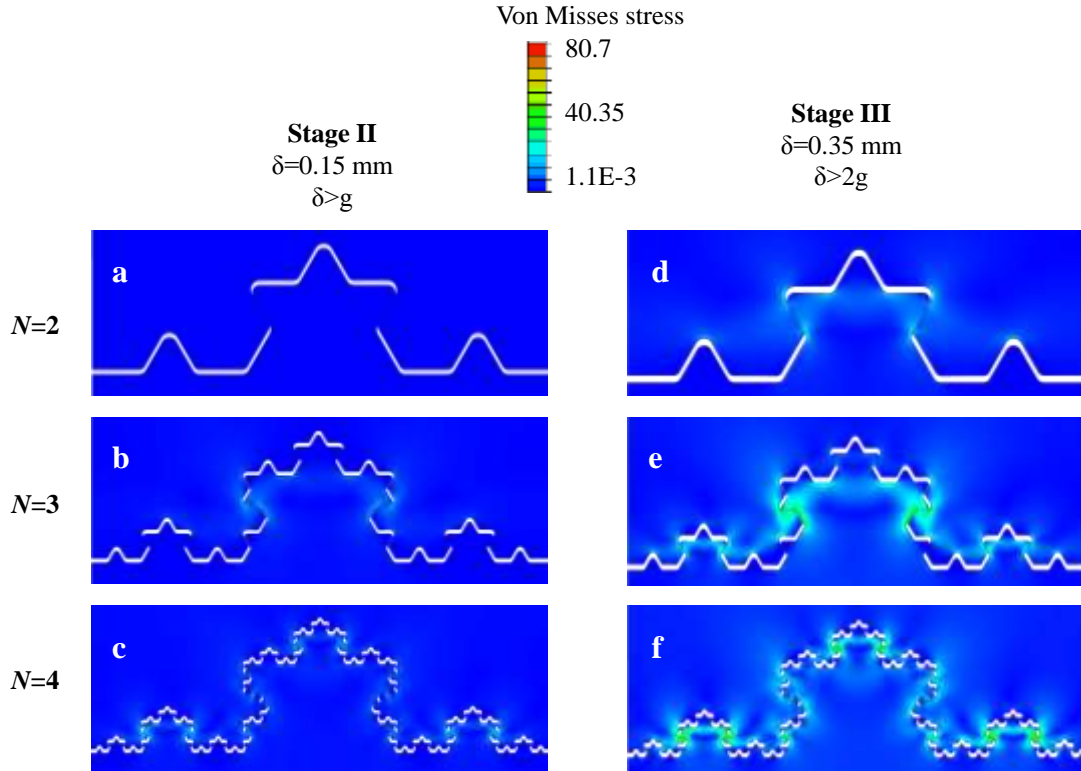 Von Misses stress
80.7
40.35
1.1E-3
Stage II
δ=0.15 mm
δ>g
Stage III
δ=0.35 mm
δ>2g
a
d
N=2
b
e
N=3
c
f
N=4